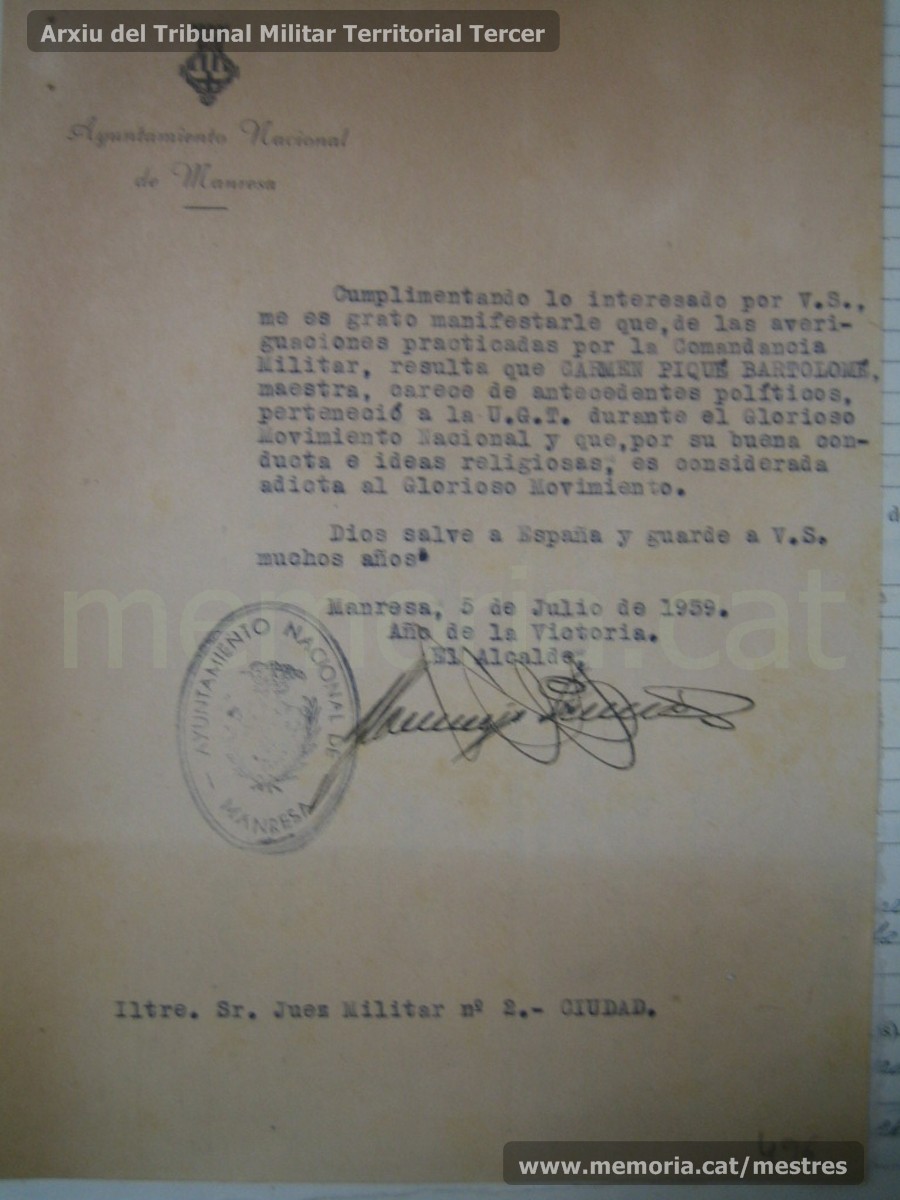 Arxiu del Tribunal Militar Territorial Tercer
Ayuntamiento Nacional
de Manresa
Cumplimentando lo interesado por V.S.,
me es grato manifestarle que,de las averi-
guaciones practicadas por la Comandancia
Militar, resulta que CARMEN PIQUÉ BARTOLOMÉ,
maestra, carece de antecedentes políticos,
perteneció a la U.G.T. durante el Glorioso
Movimiento Nacional y que,por su buena con-
ducta e ideas religiosas, es considerada
adicta al Glorioso Movimiento.
Dios salve a España y guarde a V.S.
muchos años.
memoria.cat
Manresa, 5 de Julio de 1939.
Año de la Victoria.
El Alcalde,
AYUNTAMIENTO NACIONAL DE
- MANRESA -
Iltre. Sr. Juez Militar nº 2.- CIUDAD.
www.memoria.cat/mestres